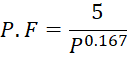 P.F = 5 / P^0.167